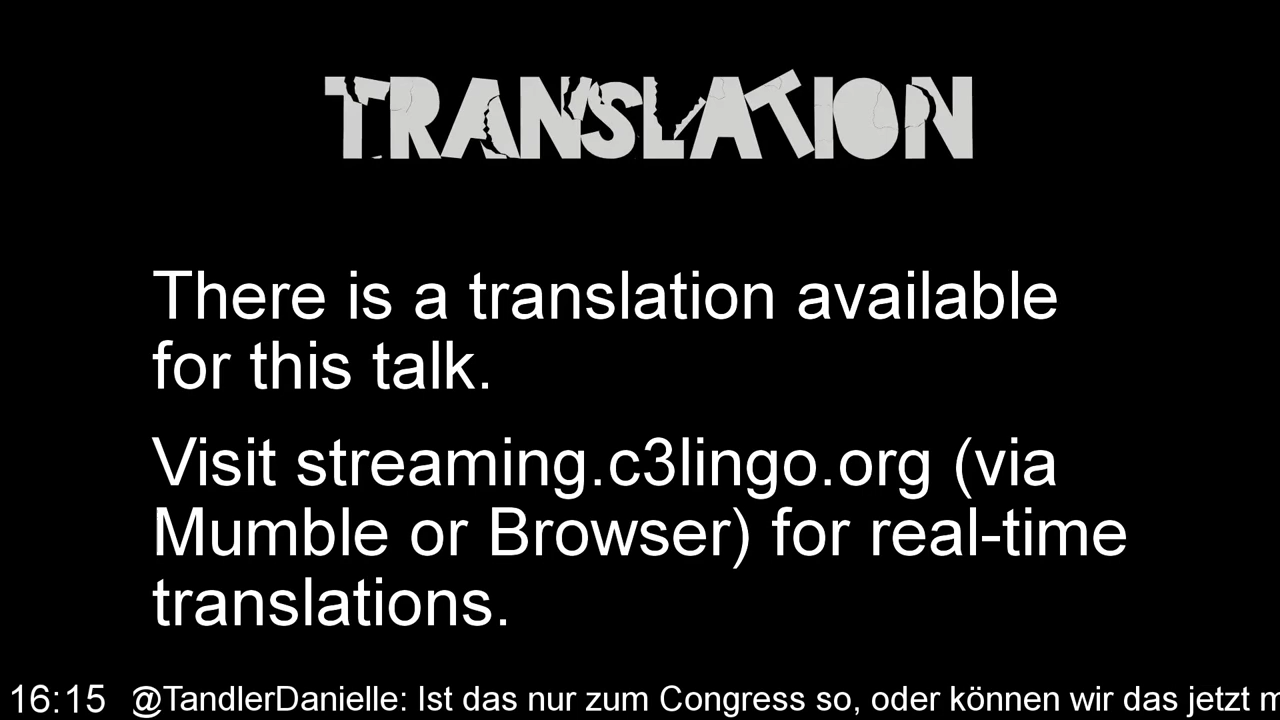 TRANSLATION
There is a translation available
for this talk.
Visit streaming.c3lingo.org (via
Mumble or Browser) for real-time
translations.
16:15 @TandlerDanielle: Ist das nur zum Congress so, oder können wir das jetzt